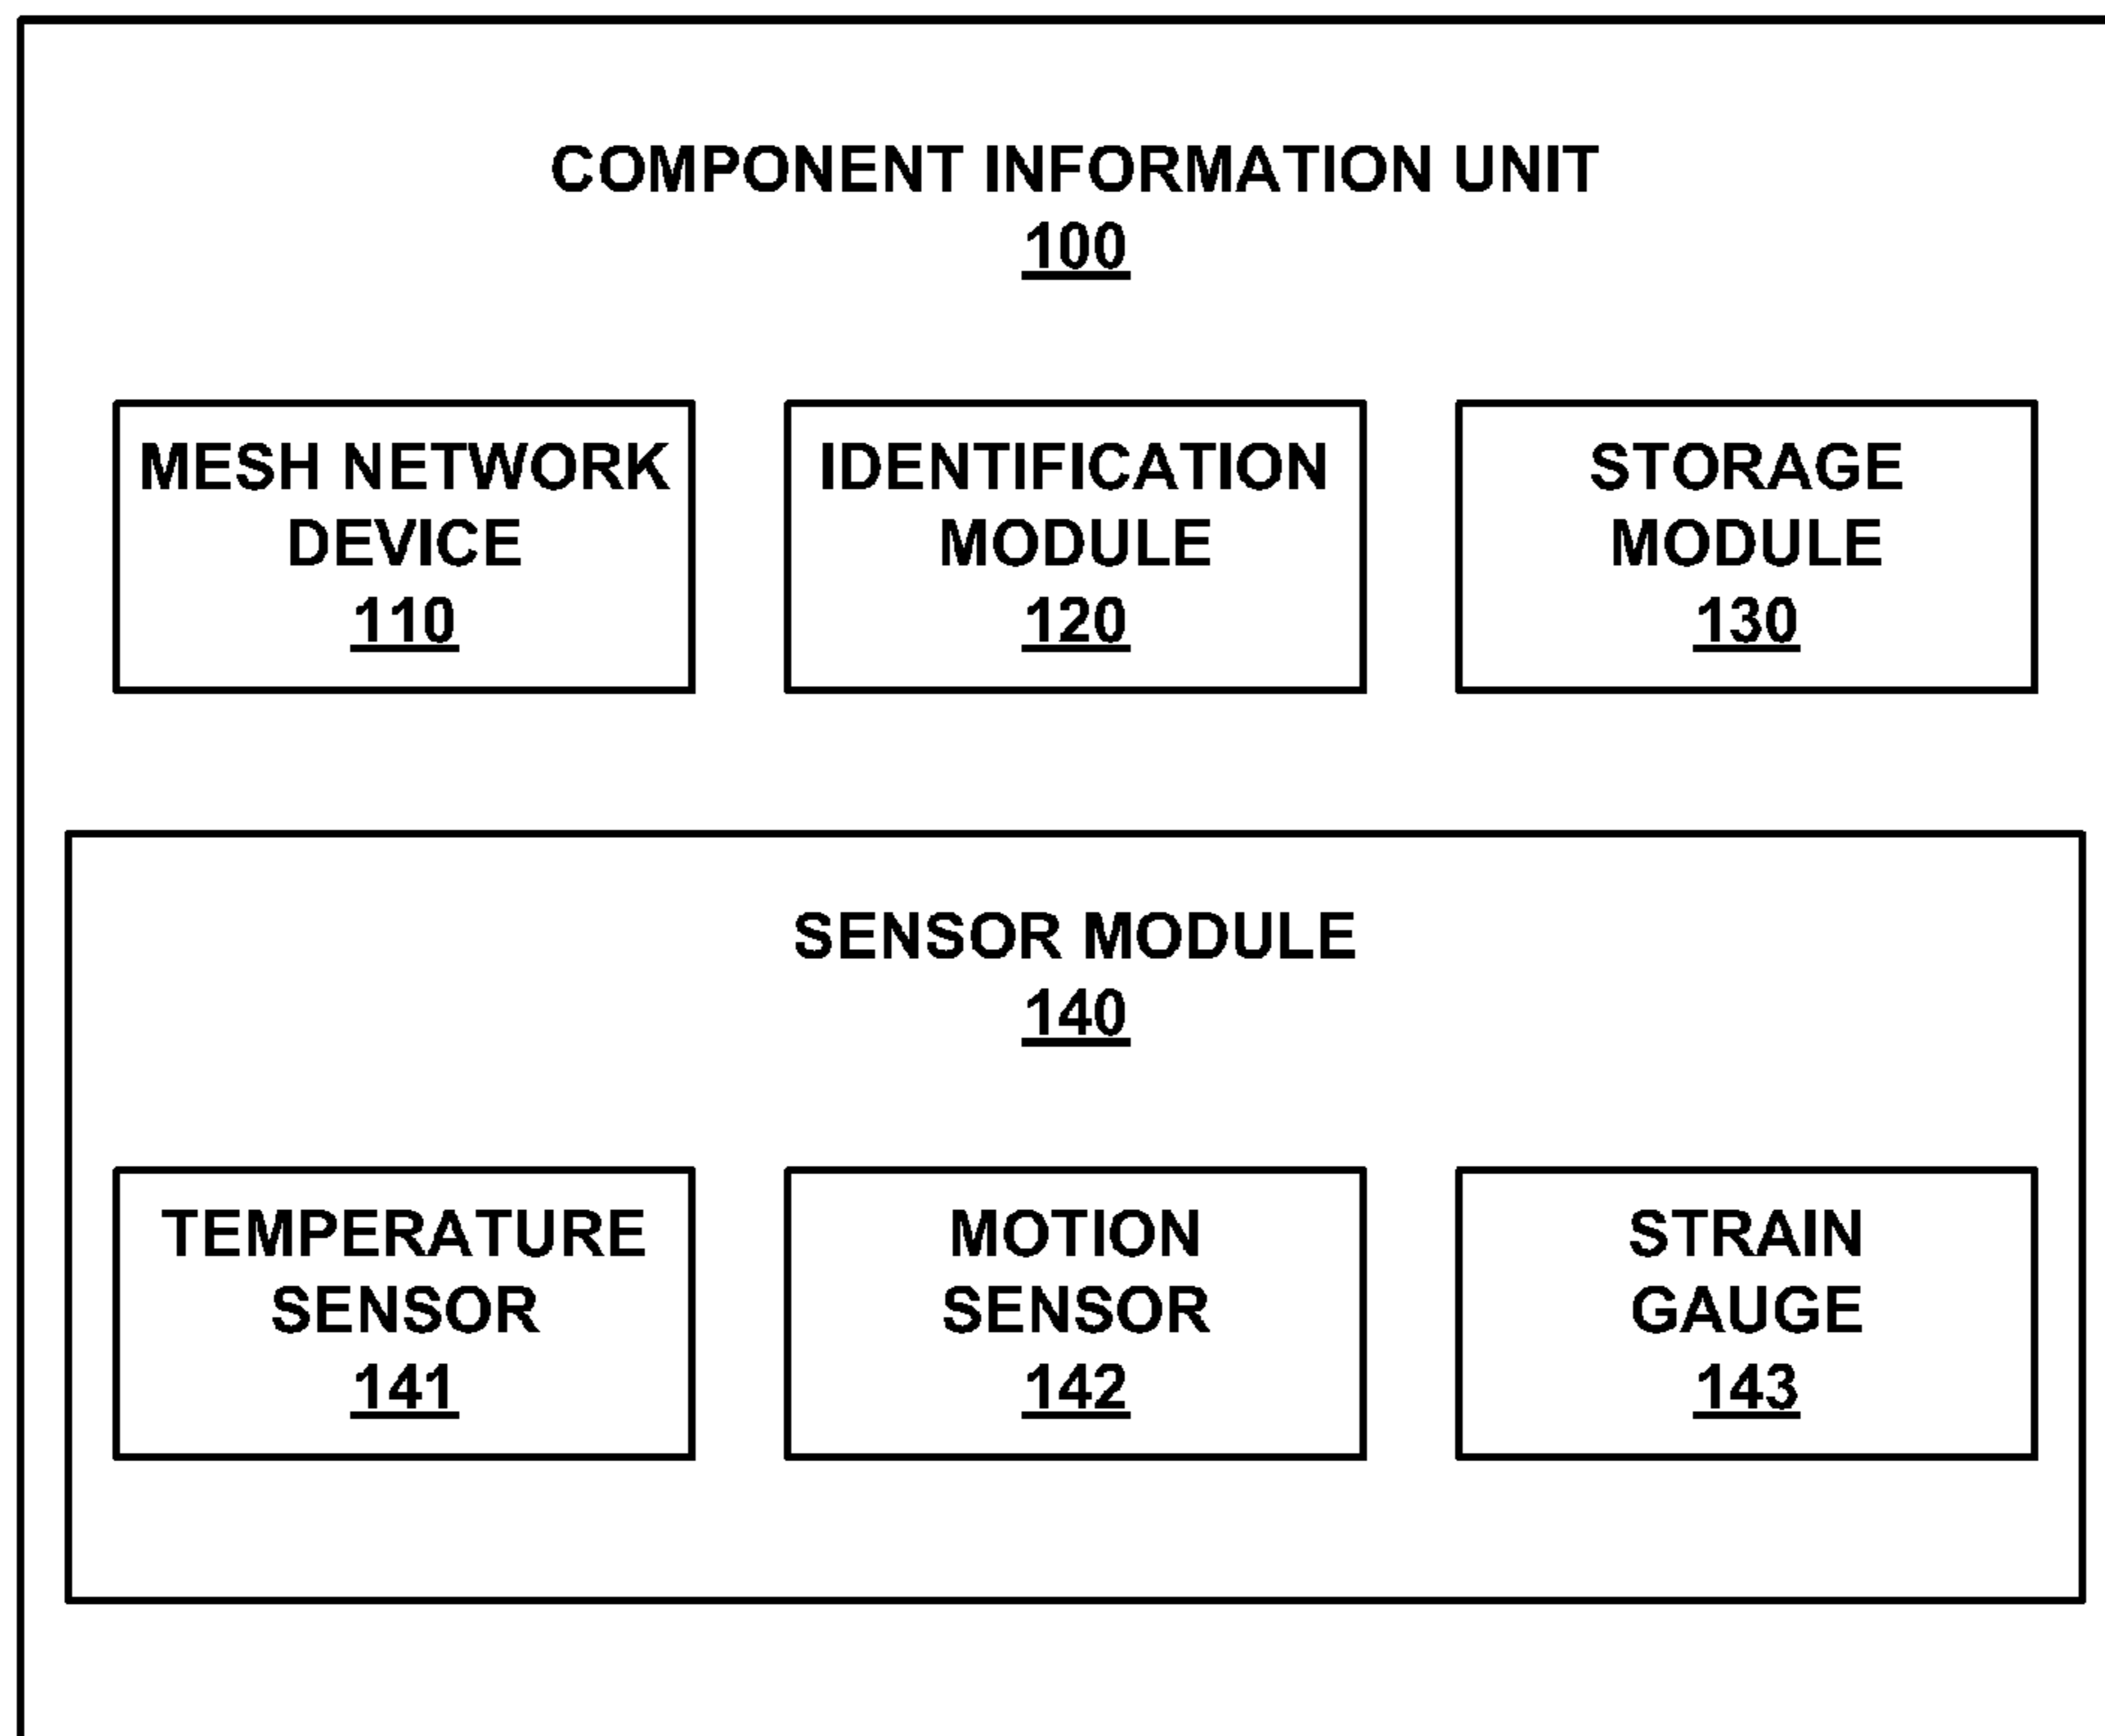 COMPONENT INFORMATION UNIT
100
MESH NETWORK
DEVICE
110
IDENTIFICATION
MODULE
120
STORAGE
MODULE
130
SENSOR MODULE
140
TEMPERATURE
SENSOR
141
MOTION
SENSOR
142
STRAIN
GAUGE
143